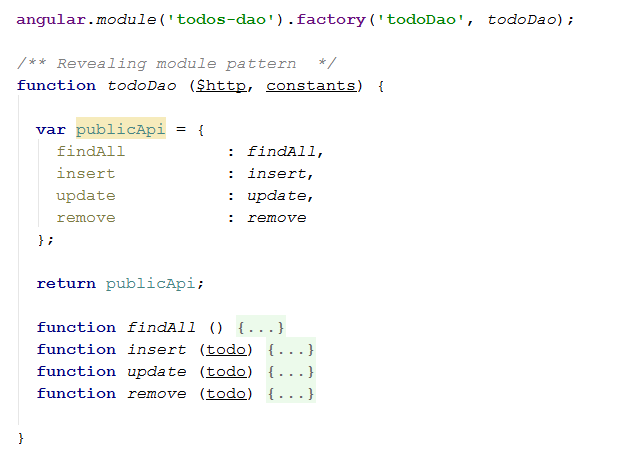 angular.module('todos-dao').factory('todoDao', todoDao);
/** Revealing module pattern  */
function todoDao ($http, constants) {
var publicApi = {
findAll : findAll,
insert : insert,
update : update,
remove : remove
};
return publicApi;
function findAll () {...}
function insert (todo) {...}
function update (todo) {...}
function remove (todo) {...}
}